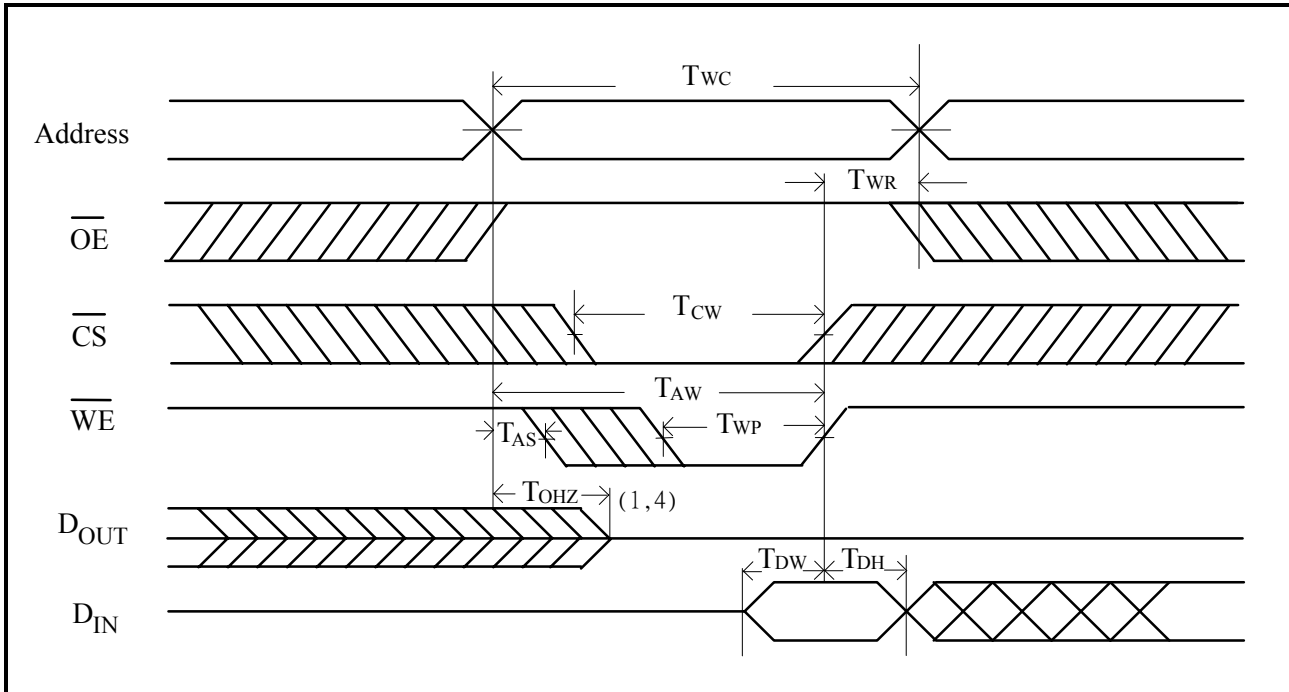 TWC
Address
TWR
OE
TCW
CS
TAW
WE
TAS
TWP
TOHZ (1,4)
DOUT
TDW TDH
DIN